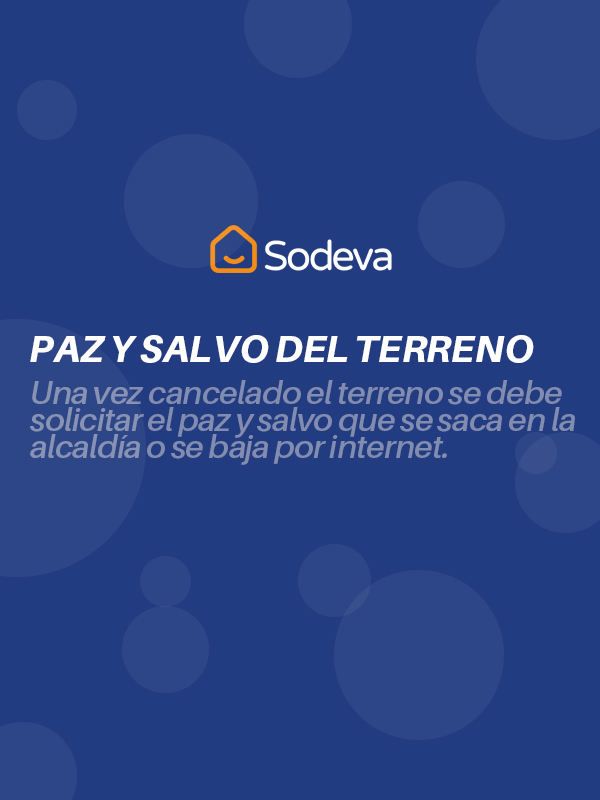 Sodeva
PAZ Y SALVO DEL TERRENO
Una vez cancelado el terreno se debe
solicitar el paz y salvo que se saca en la
alcaldía o se baja por internet.